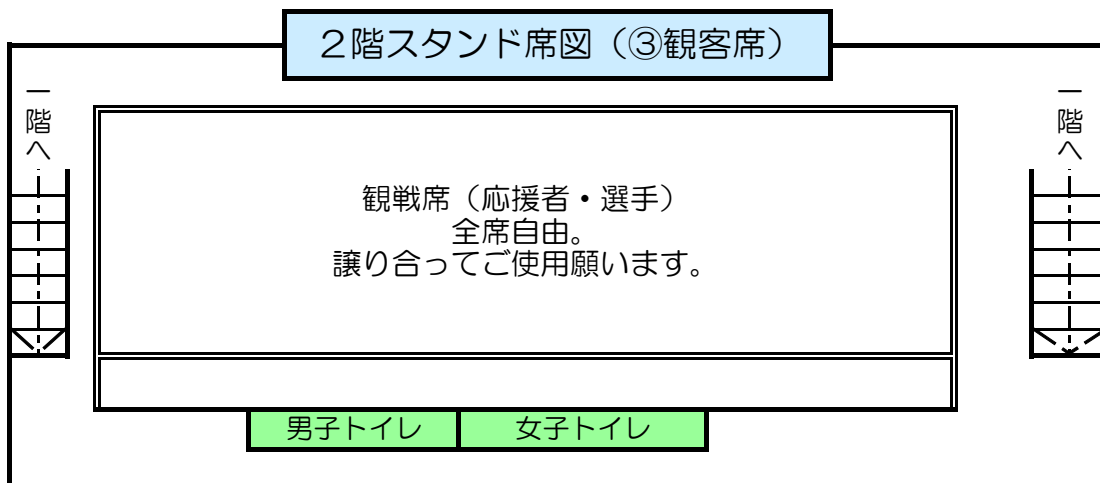 ２階スタンド席図（③観客席）
一階へ
一階へ
観戦席（応援者・選手）
全席自由。
譲り合ってご使用願います。
男子トイレ
女子トイレ